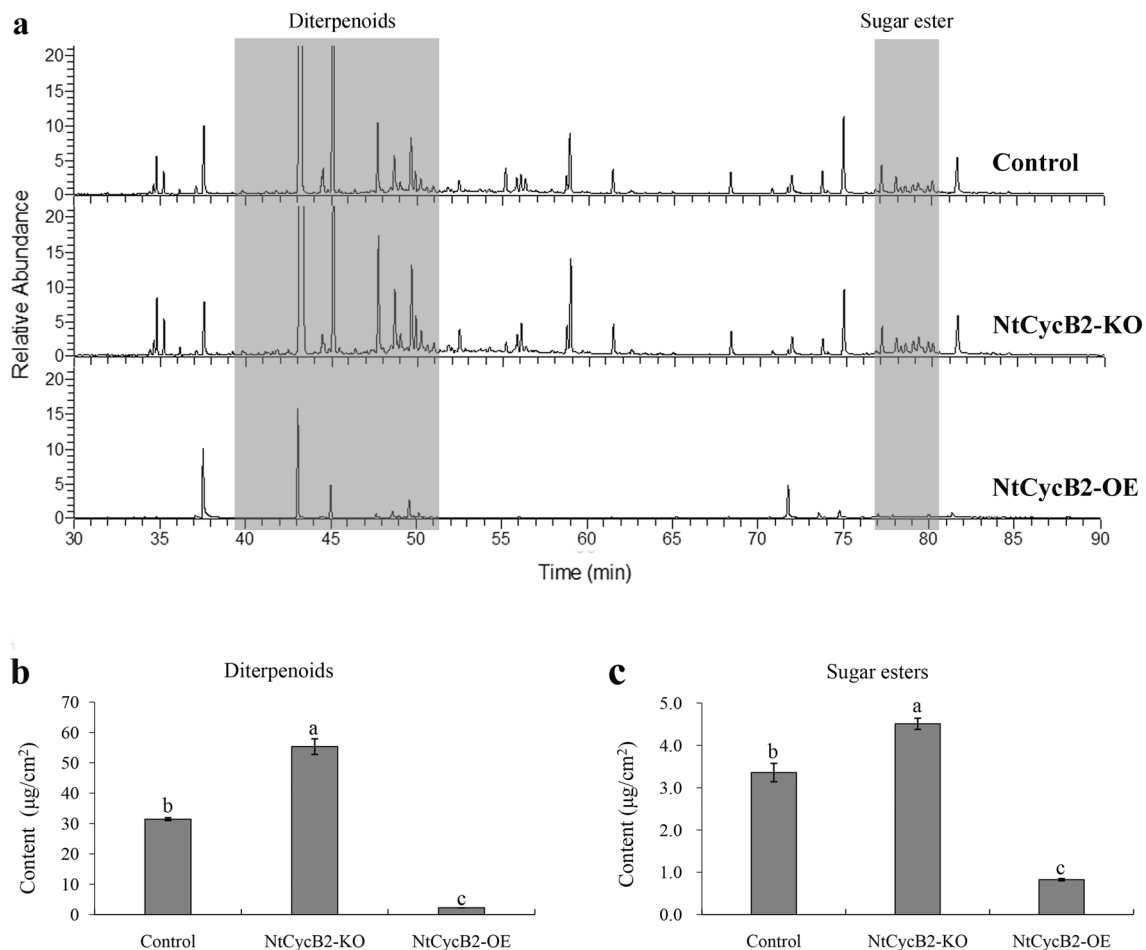 a
Diterpenoids
Sugar ester
20
15
10
5
0
Control
20
15
10
5
0
NtCycB2-KO
20
15
10
5
0
NtCycB2-OE
Relative Abundance
30 35 40 45 50 55 60 65 70 75 80 85 90
Time (min)
b
Diterpenoids
70
60
50
40
30
20
10
0
Content (μg/cm²)
b
a
c
Control NtCycB2-KO NtCycB2-OE
c
Sugar esters
5.0
4.0
3.0
2.0
1.0
0.0
Content (μg/cm²)
b
a
c
Control NtCycB2-KO NtCycB2-OE